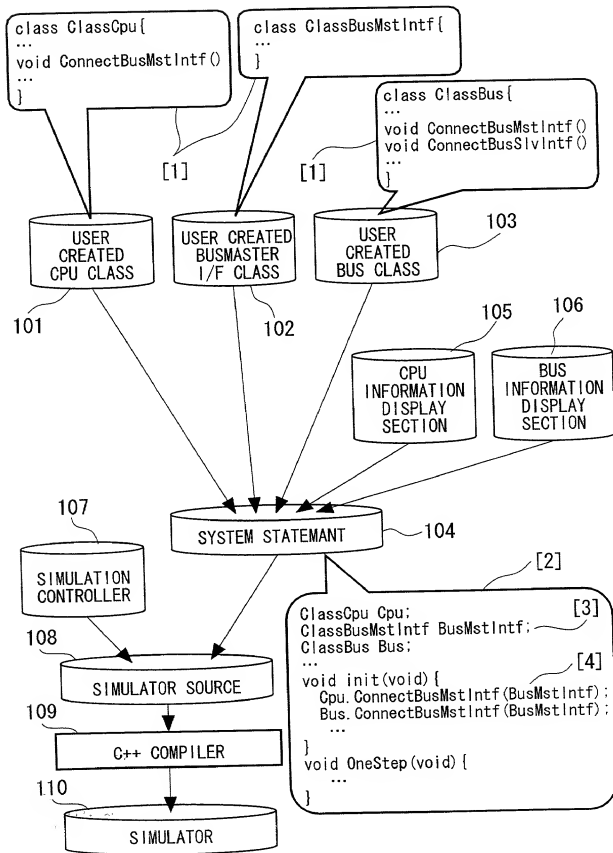 class ClassCpu{
...
void ConnectBusMstIntf()
...
}
class ClassBusMstIntf{
...
}
class ClassBus{
...
void ConnectBusMstIntf()
void ConnectBusSlvIntf()
...
}
[1]
[1]
USER
CREATED
CPU CLASS
101
USER CREATED
BUSMASTER
I/F CLASS
102
USER
CREATED
BUS CLASS
103
105
CPU
INFORMATION
DISPLAY
SECTION
106
BUS
INFORMATION
DISPLAY
SECTION
SYSTEM STATEMANT
104
107
SIMULATION
CONTROLLER
108
SIMULATOR SOURCE
109
C++ COMPILER
110
SIMULATOR
[2]
ClassCpu Cpu;
ClassBusMstIntf BusMstIntf;
[3]
ClassBus Bus;
...
[4]
void init(void){
Cpu.ConnectBusMstIntf(BusMstIntf);
Bus.ConnectBusMstIntf(BusMstIntf);
...
}
void OneStep(void){
...
}